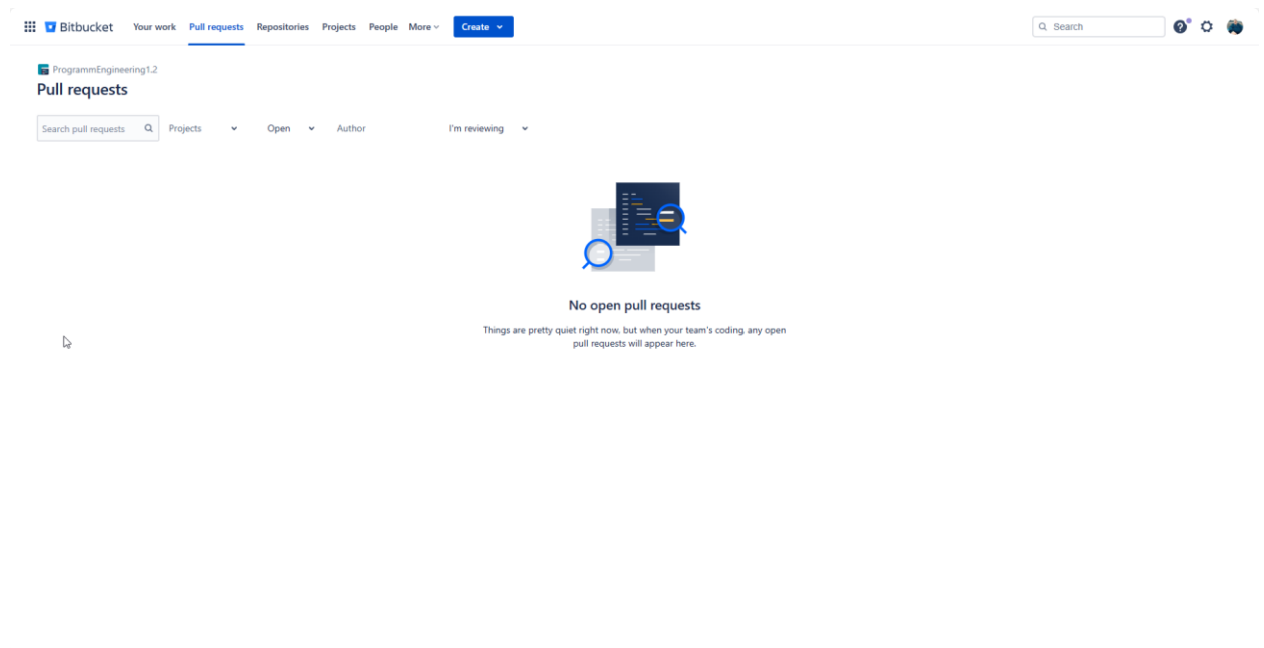 Bitbucket Your work Pull requests Repositories Projects People More Create Search
ProgrammEngineering1.2
Pull requests
Search pull requests Projects Open Author I'm reviewing
No open pull requests
Things are pretty quiet right now, but when your team's coding, any open
pull requests will appear here.